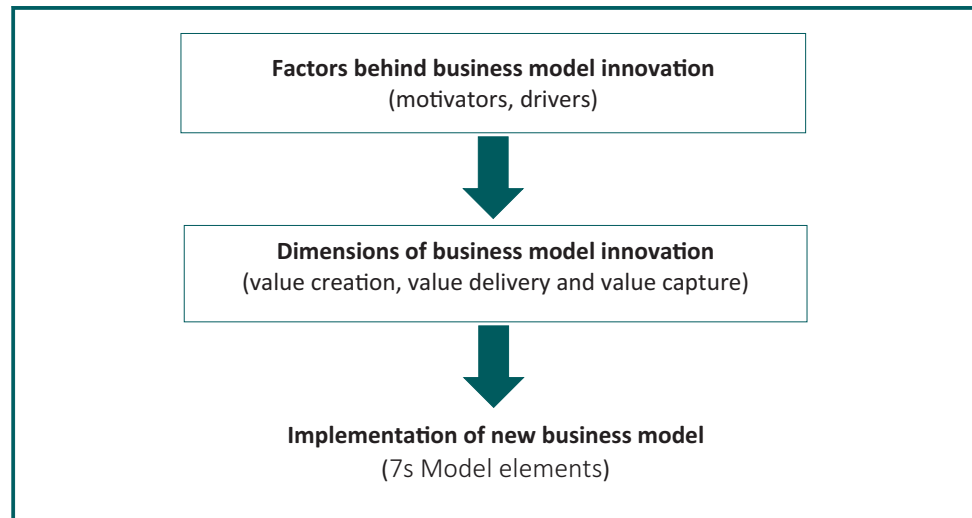 Factors behind business model innovation
(motivators, drivers)
Dimensions of business model innovation
(value creation, value delivery and value capture)
Implementation of new business model
(7s Model elements)